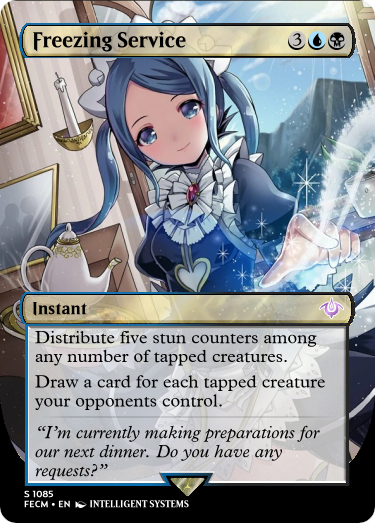 Freezing Service 3
Instant
Distribute five stun counters among
any number of tapped creatures.
Draw a card for each tapped creature
your opponents control.
“I’m currently making preparations for
our next dinner. Do you have any
requests?”
S 1085
FECM • EN INTELLIGENT SYSTEMS